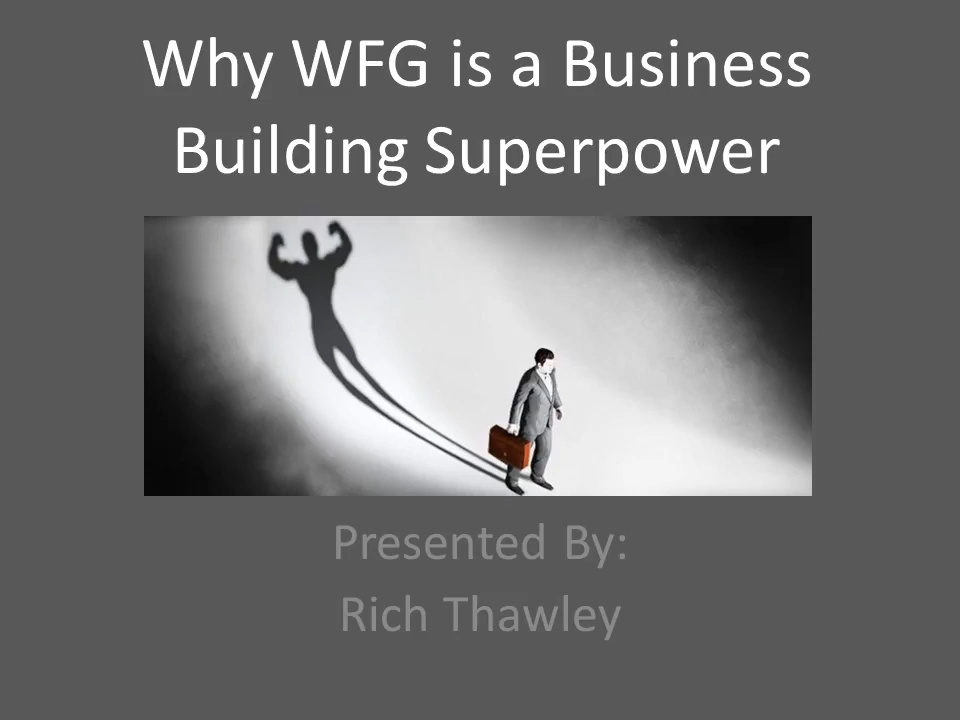 Why WFG is a Business
Building Superpower
Presented By:
Rich Thawley